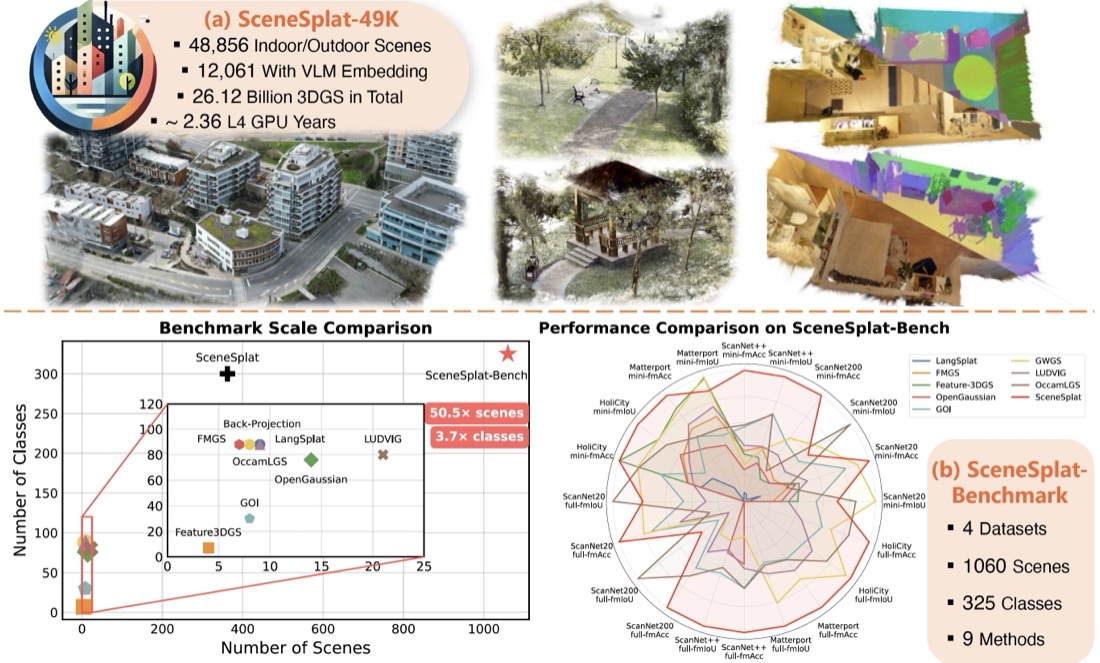 (a) SceneSplat-49K
▪ 48,856 Indoor/Outdoor Scenes
▪ 12,061 With VLM Embedding
▪ 26.12 Billion 3DGS in Total
▪ ~ 2.36 L4 GPU Years
Benchmark Scale Comparison
Number of Classes
300
250
200
150
100
50
0
0
200
400
600
800
1000
Number of Scenes
SceneSplat
SceneSplat-Bench
50.5× scenes
3.7× classes
120
100
80
60
40
20
0
0
5
10
15
20
25
Back-Projection
FMGS
LangSplat
LUDVIG
OccamLGS
OpenGaussian
GOI
Feature3DGS
Performance Comparison on SceneSplat-Bench
ScanNet++
mini-fmAcc
ScanNet++
mini-fmIoU
ScanNet200
mini-fmAcc
ScanNet200
mini-fmIoU
ScanNet20
mini-fmAcc
ScanNet20
mini-fmIoU
HoliCity
full-fmAcc
HoliCity
full-fmIoU
Matterport
full-fmAcc
Matterport
full-fmIoU
ScanNet++
full-fmAcc
ScanNet++
full-fmIoU
ScanNet200
full-fmAcc
ScanNet200
full-fmIoU
ScanNet20
full-fmAcc
ScanNet20
full-fmIoU
HoliCity
mini-fmAcc
HoliCity
mini-fmIoU
Matterport
mini-fmAcc
Matterport
mini-fmIoU
LangSplat
FMGS
Feature-3DGS
OpenGaussian
GOI
GWGS
LUDVIG
OccamLGS
SceneSplat
(b) SceneSplat-
Benchmark
▪ 4 Datasets
▪ 1060 Scenes
▪ 325 Classes
▪ 9 Methods